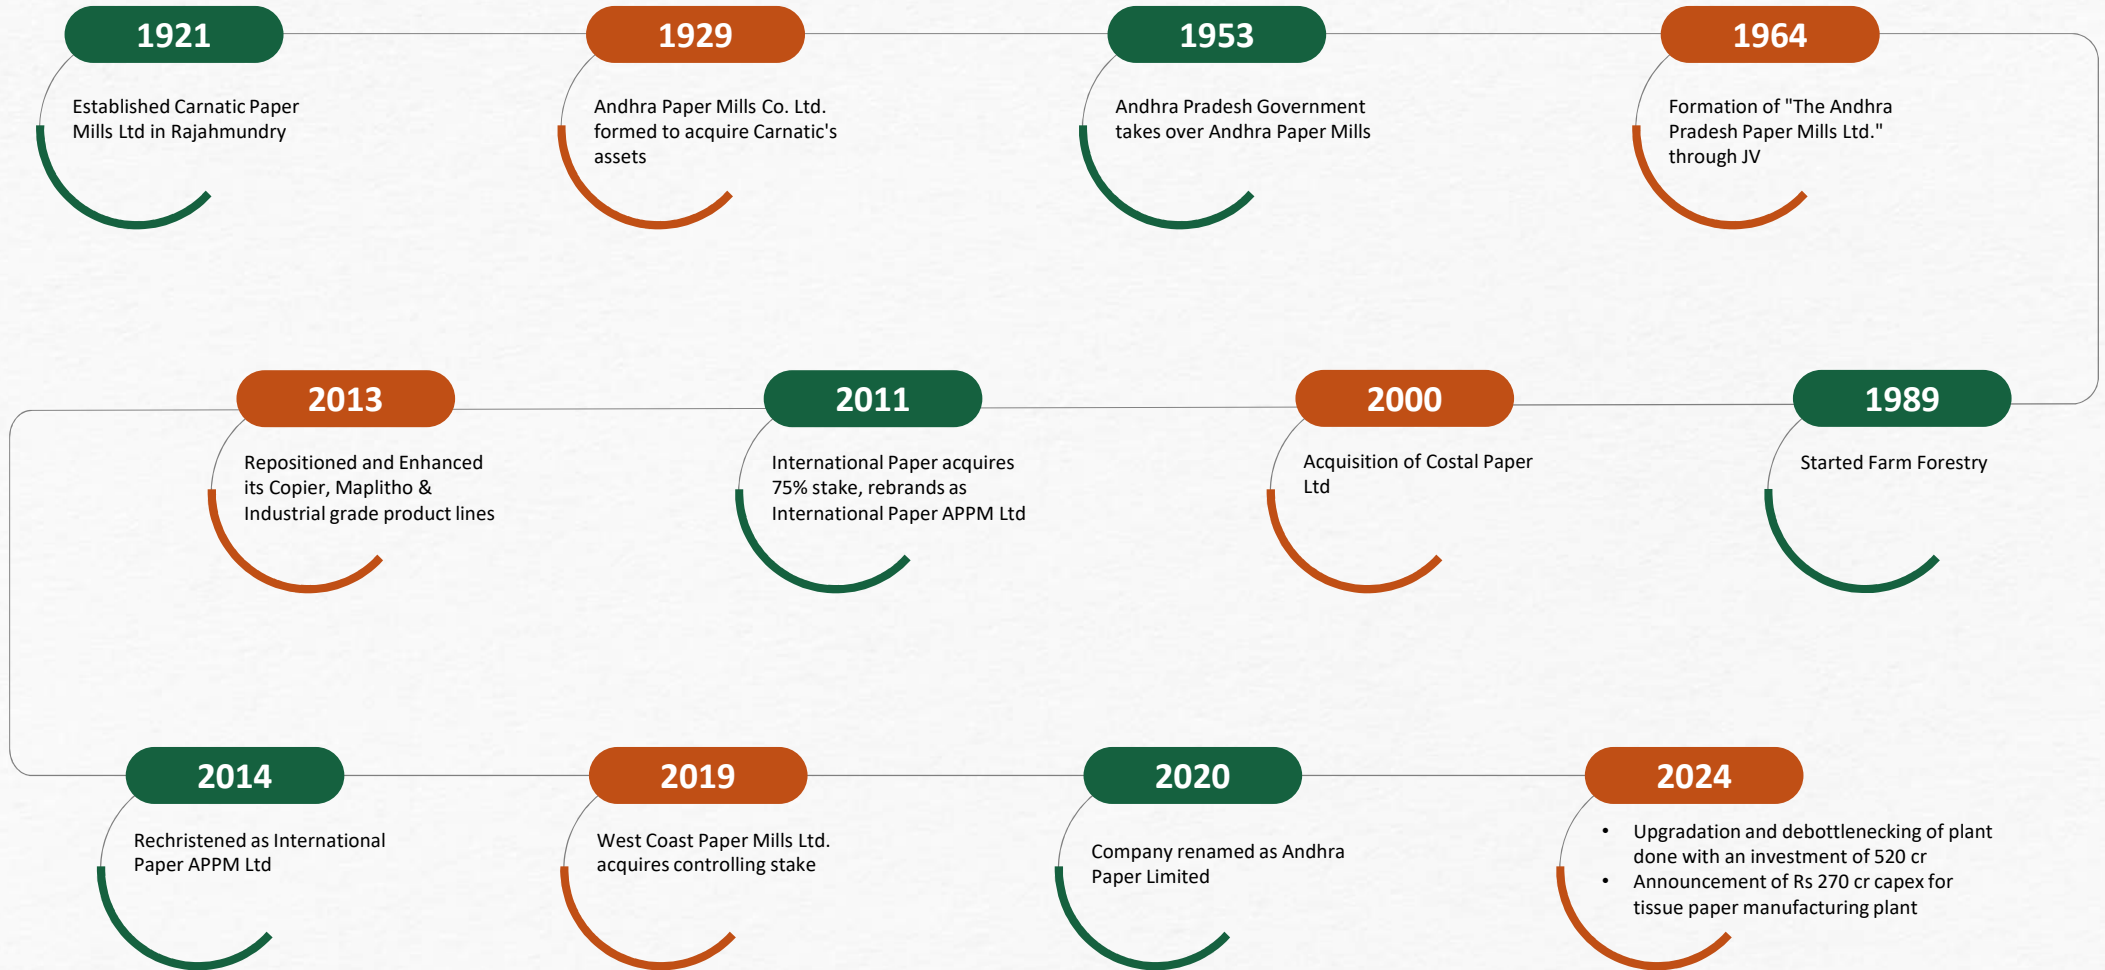 1921
Established Carnatic Paper
Mills Ltd in Rajahmundry
1929
Andhra Paper Mills Co. Ltd.
formed to acquire Carnatic's
assets
1953
Andhra Pradesh Government
takes over Andhra Paper Mills
1964
Formation of "The Andhra
Pradesh Paper Mills Ltd."
through JV
1989
Started Farm Forestry
2000
Acquisition of Costal Paper
Ltd
2011
International Paper acquires
75% stake, rebrands as
International Paper APPM Ltd
2013
Repositioned and Enhanced
its Copier, Maplitho &
Industrial grade product lines
2014
Rechristened as International
Paper APPM Ltd
2019
West Coast Paper Mills Ltd.
acquires controlling stake
2020
Company renamed as Andhra
Paper Limited
2024
• Upgradation and debottlenecking of plant
done with an investment of 520 cr
• Announcement of Rs 270 cr capex for
tissue paper manufacturing plant